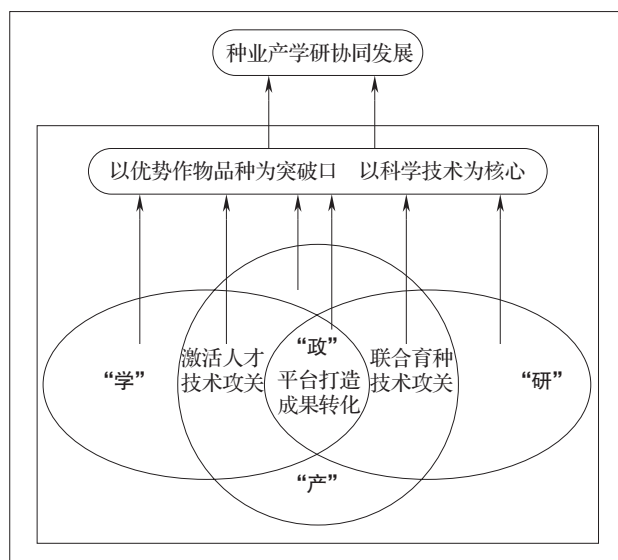 种业产学研协同发展
以优势作物品种为突破口 以科学技术为核心
“政”
激活人才
技术攻关
联合育种
技术攻关
“学”
平台打造
成果转化
“研”
“产”